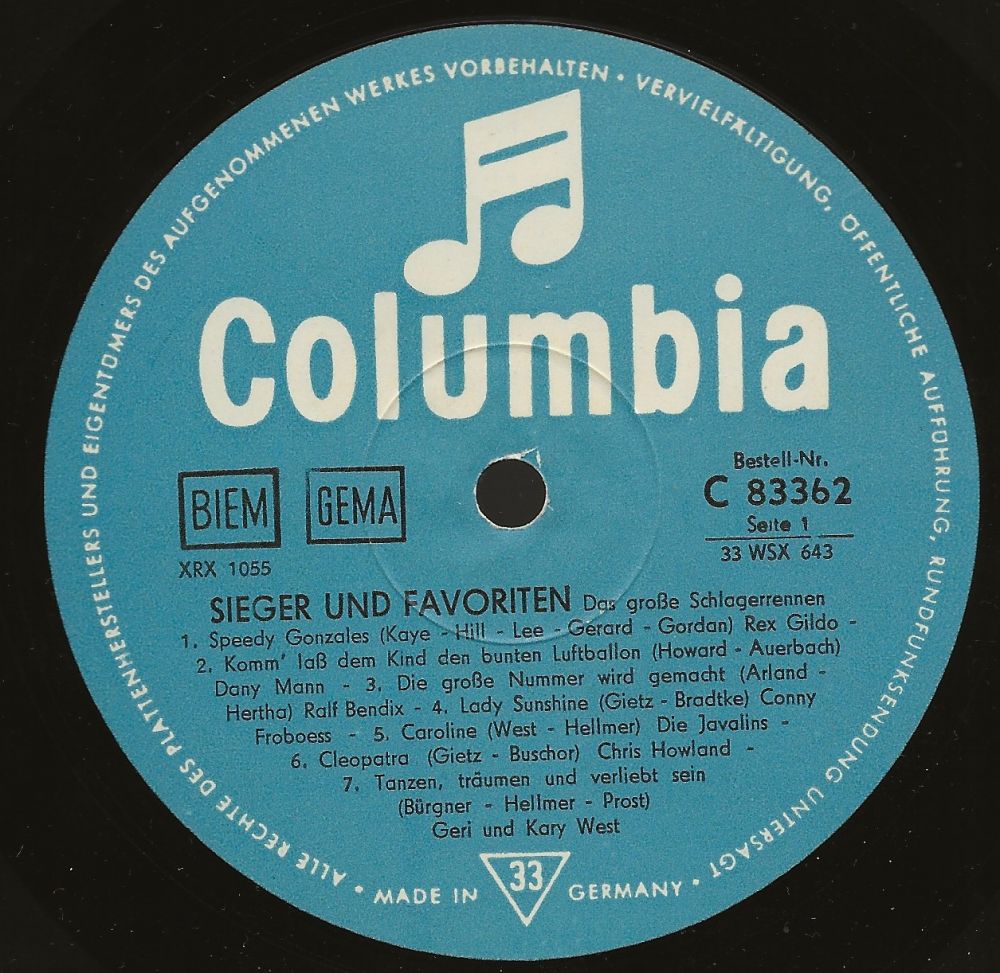 ALLE RECHTE DES PLATTENHERSTELLERS UND EIGENTÜMERS DES AUFGENOMMENEN WERKES VORBEHALTEN • VERVIELFÄLTIGUNG, ÖFFENTLICHE AUFFÜHRUNG, RUNDFUNKSENDUNG UNTERSAGT •
Columbia
BIEM
GEMA
Bestell-Nr.
C 83362
Seite 1
33 WSX 643
XRX 1055
SIEGER UND FAVORITEN Das große Schlagerrennen
1. Speedy Gonzales (Kaye - Hill - Lee - Gerard - Gordan) Rex Gildo -
2. Komm' laß dem Kind den bunten Luftballon (Howard - Auerbach)
Dany Mann - 3. Die große Nummer wird gemacht (Arland -
Hertha) Ralf Bendix - 4. Lady Sunshine (Gietz - Bradtke) Conny
Froboess - 5. Caroline (West - Hellmer) Die Javalins -
6. Cleopatra (Gietz - Buschor) Chris Howland -
7. Tanzen, träumen und verliebt sein
(Bürgner - Hellmer - Prost)
Geri und Kary West
MADE IN 33 GERMANY •